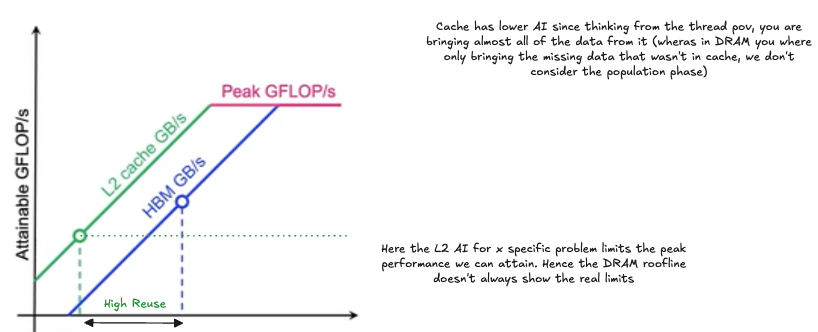 Cache has lower AI since thinking from the thread pov, you are
bringing almost all of the data from it (wheras in DRAM you where
only bringing the missing data that wasn't in cache, we don't
consider the population phase)
Peak GFLOP/s
L2 cache GB/s
HBM GB/s
Attainable GFLOP/s
Here the L2 AI for x specific problem limits the peak
performance we can attain. Hence the DRAM roofline
doesn't always show the real limits
High Reuse